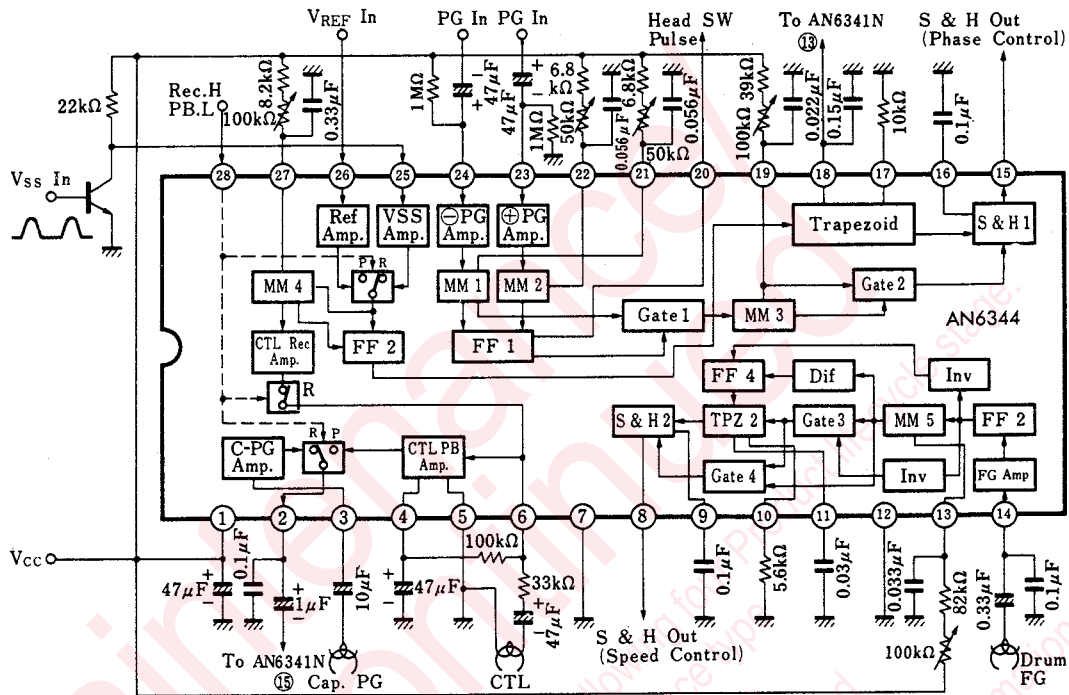 VREF In
PG In PG In
Head SW
Pulse
To AN6341N
⑬
S & H Out
(Phase Control)
22kΩ
Rec.H
PB.L
8.2kΩ
100kΩ
0.33μF
1MΩ
47μF
47μF
1MΩ
6.8
kΩ
50kΩ
0.056μF
6.8kΩ
50kΩ
0.056μF
39kΩ
100kΩ
0.022μF
0.15μF
10kΩ
0.1μF
VSS In
28 27 26 25 24 23 22 21 20 19 18 17 16 15
Ref
Amp.
VSS
Amp.
⊖PG
Amp.
⊕PG
Amp.
Trapezoid
S & H 1
P R
MM 4
MM 1
MM 2
Gate 1
MM 3
Gate 2
AN6344
CTL Rec
Amp.
FF 2
FF 1
R
FF 4
Dif
Inv
S & H 2
TPZ 2
Gate 3
MM 5
FF 2
C-PG
Amp.
R P
CTL PB
Amp.
Gate 4
Inv
FG Amp
1 2 3 4 5 6 7 8 9 10 11 12 13 14
VCC
47μF
0.1μF
1μF
10μF
47μF
100kΩ
33kΩ
47μF
0.1μF
5.6kΩ
0.03μF
0.033μF
82kΩ
100kΩ
0.33μF
0.1μF
To AN6341N
⑮
Cap. PG
CTL
S & H Out
(Speed Control)
Drum
FG